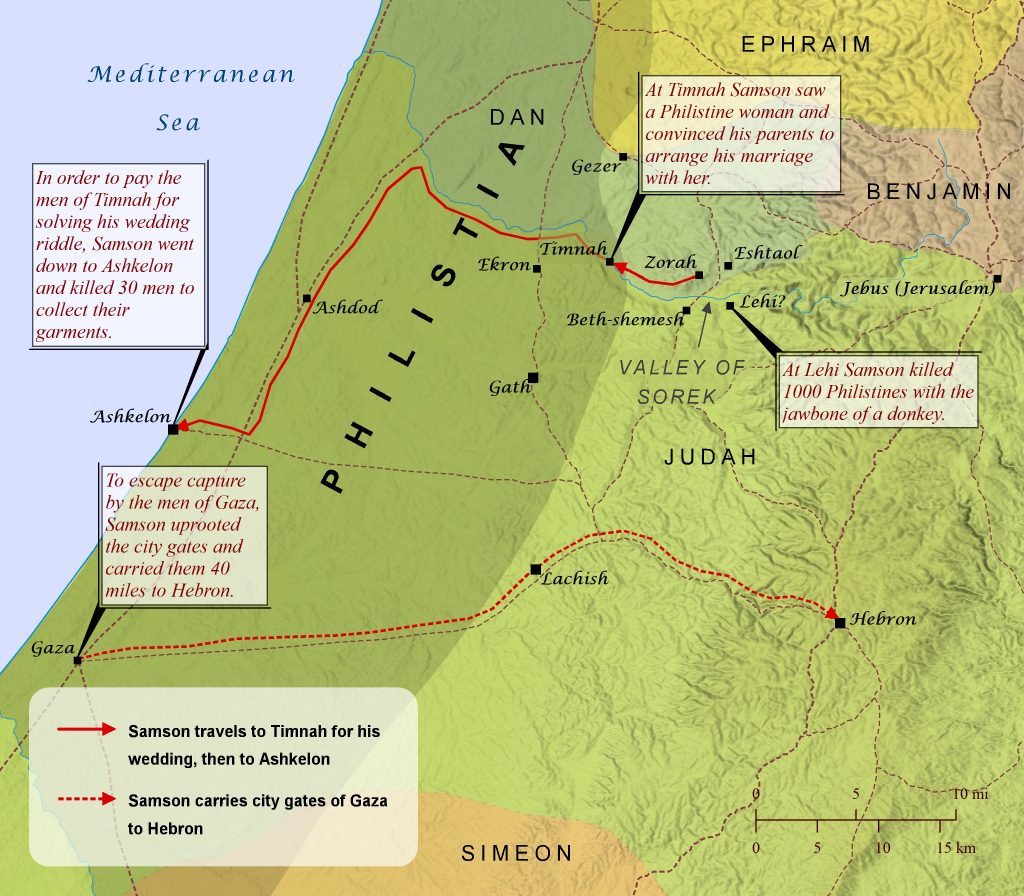 EPHRAIM
Mediterranean
Sea
At Timnah Samson saw
a Philistine woman and
convinced his parents to
arrange his marriage
with her.
DAN
Gezer
In order to pay the
men of Timnah for
solving his wedding
riddle, Samson went
down to Ashkelon
and killed 30 men to
collect their
garments.
BENJAMIN
PHILISTIA
Timnah
Ekron
Zorah
Eshtaol
Jebus (Jerusalem)
Ashdod
Lehi?
Beth-shemesh
VALLEY OF
SOREK
At Lehi Samson killed
1000 Philistines with the
jawbone of a donkey.
Gath
Ashkelon
JUDAH
To escape capture
by the men of Gaza,
Samson uprooted
the city gates and
carried them 40
miles to Hebron.
Lachish
Hebron
Gaza
Samson travels to Timnah for his
wedding, then to Ashkelon
Samson carries city gates of Gaza
to Hebron
0 5 10 mi
0 5 10 15 km
SIMEON